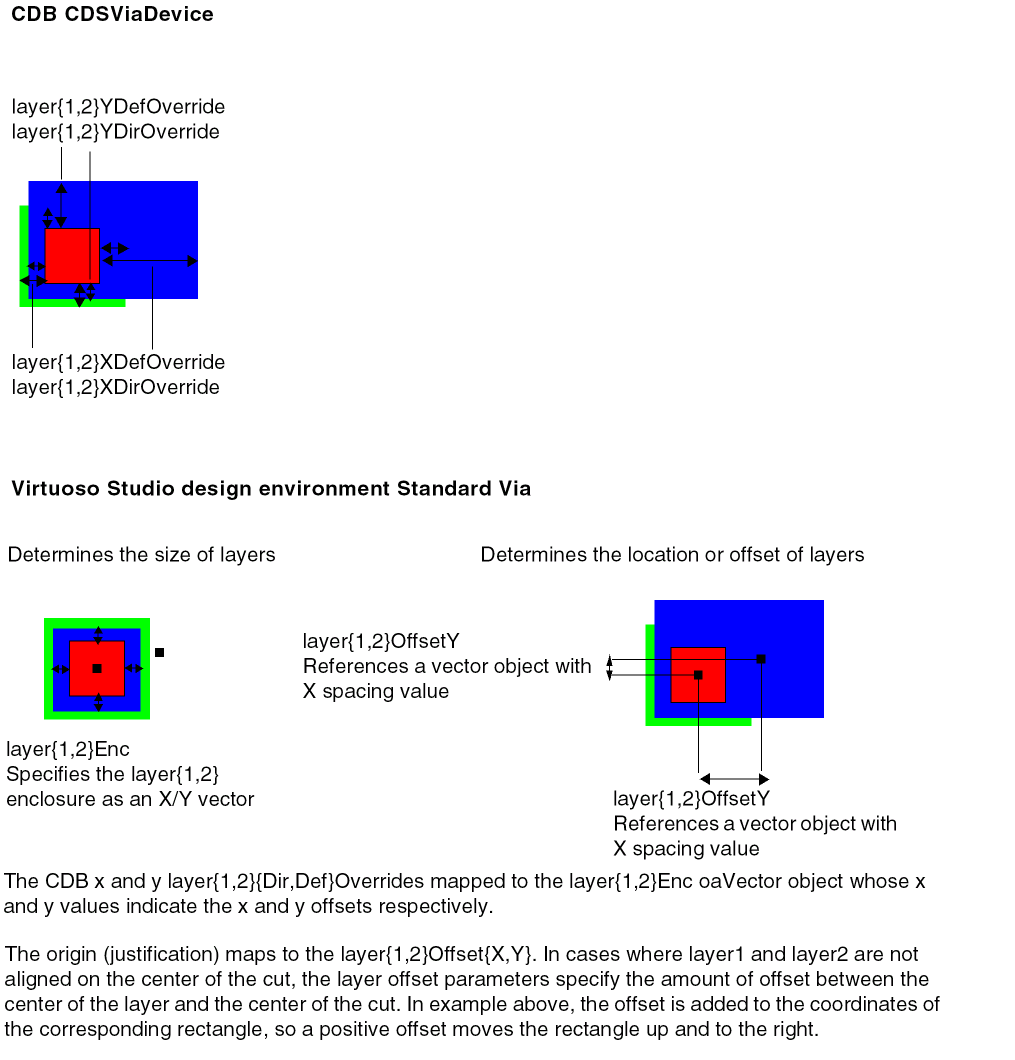 CDB CDSViaDevice
layer{1,2}YDefOverride
layer{1,2}YDirOverride
layer{1,2}XDefOverride
layer{1,2}XDirOverride
Virtuoso Studio design environment Standard Via
Determines the size of layers
Determines the location or offset of layers
layer{1,2}OffsetY
References a vector object with
X spacing value
layer{1,2}Enc
Specifies the layer{1,2}
enclosure as an X/Y vector
layer{1,2}OffsetY
References a vector object with
X spacing value
The CDB x and y layer{1,2}{Dir,Def}Overrides mapped to the layer{1,2}Enc oaVector object whose x
and y values indicate the x and y offsets respectively.
The origin (justification) maps to the layer{1,2}Offset{X,Y}. In cases where layer1 and layer2 are not
aligned on the center of the cut, the layer offset parameters specify the amount of offset between the
center of the layer and the center of the cut. In example above, the offset is added to the coordinates of
the corresponding rectangle, so a positive offset moves the rectangle up and to the right.